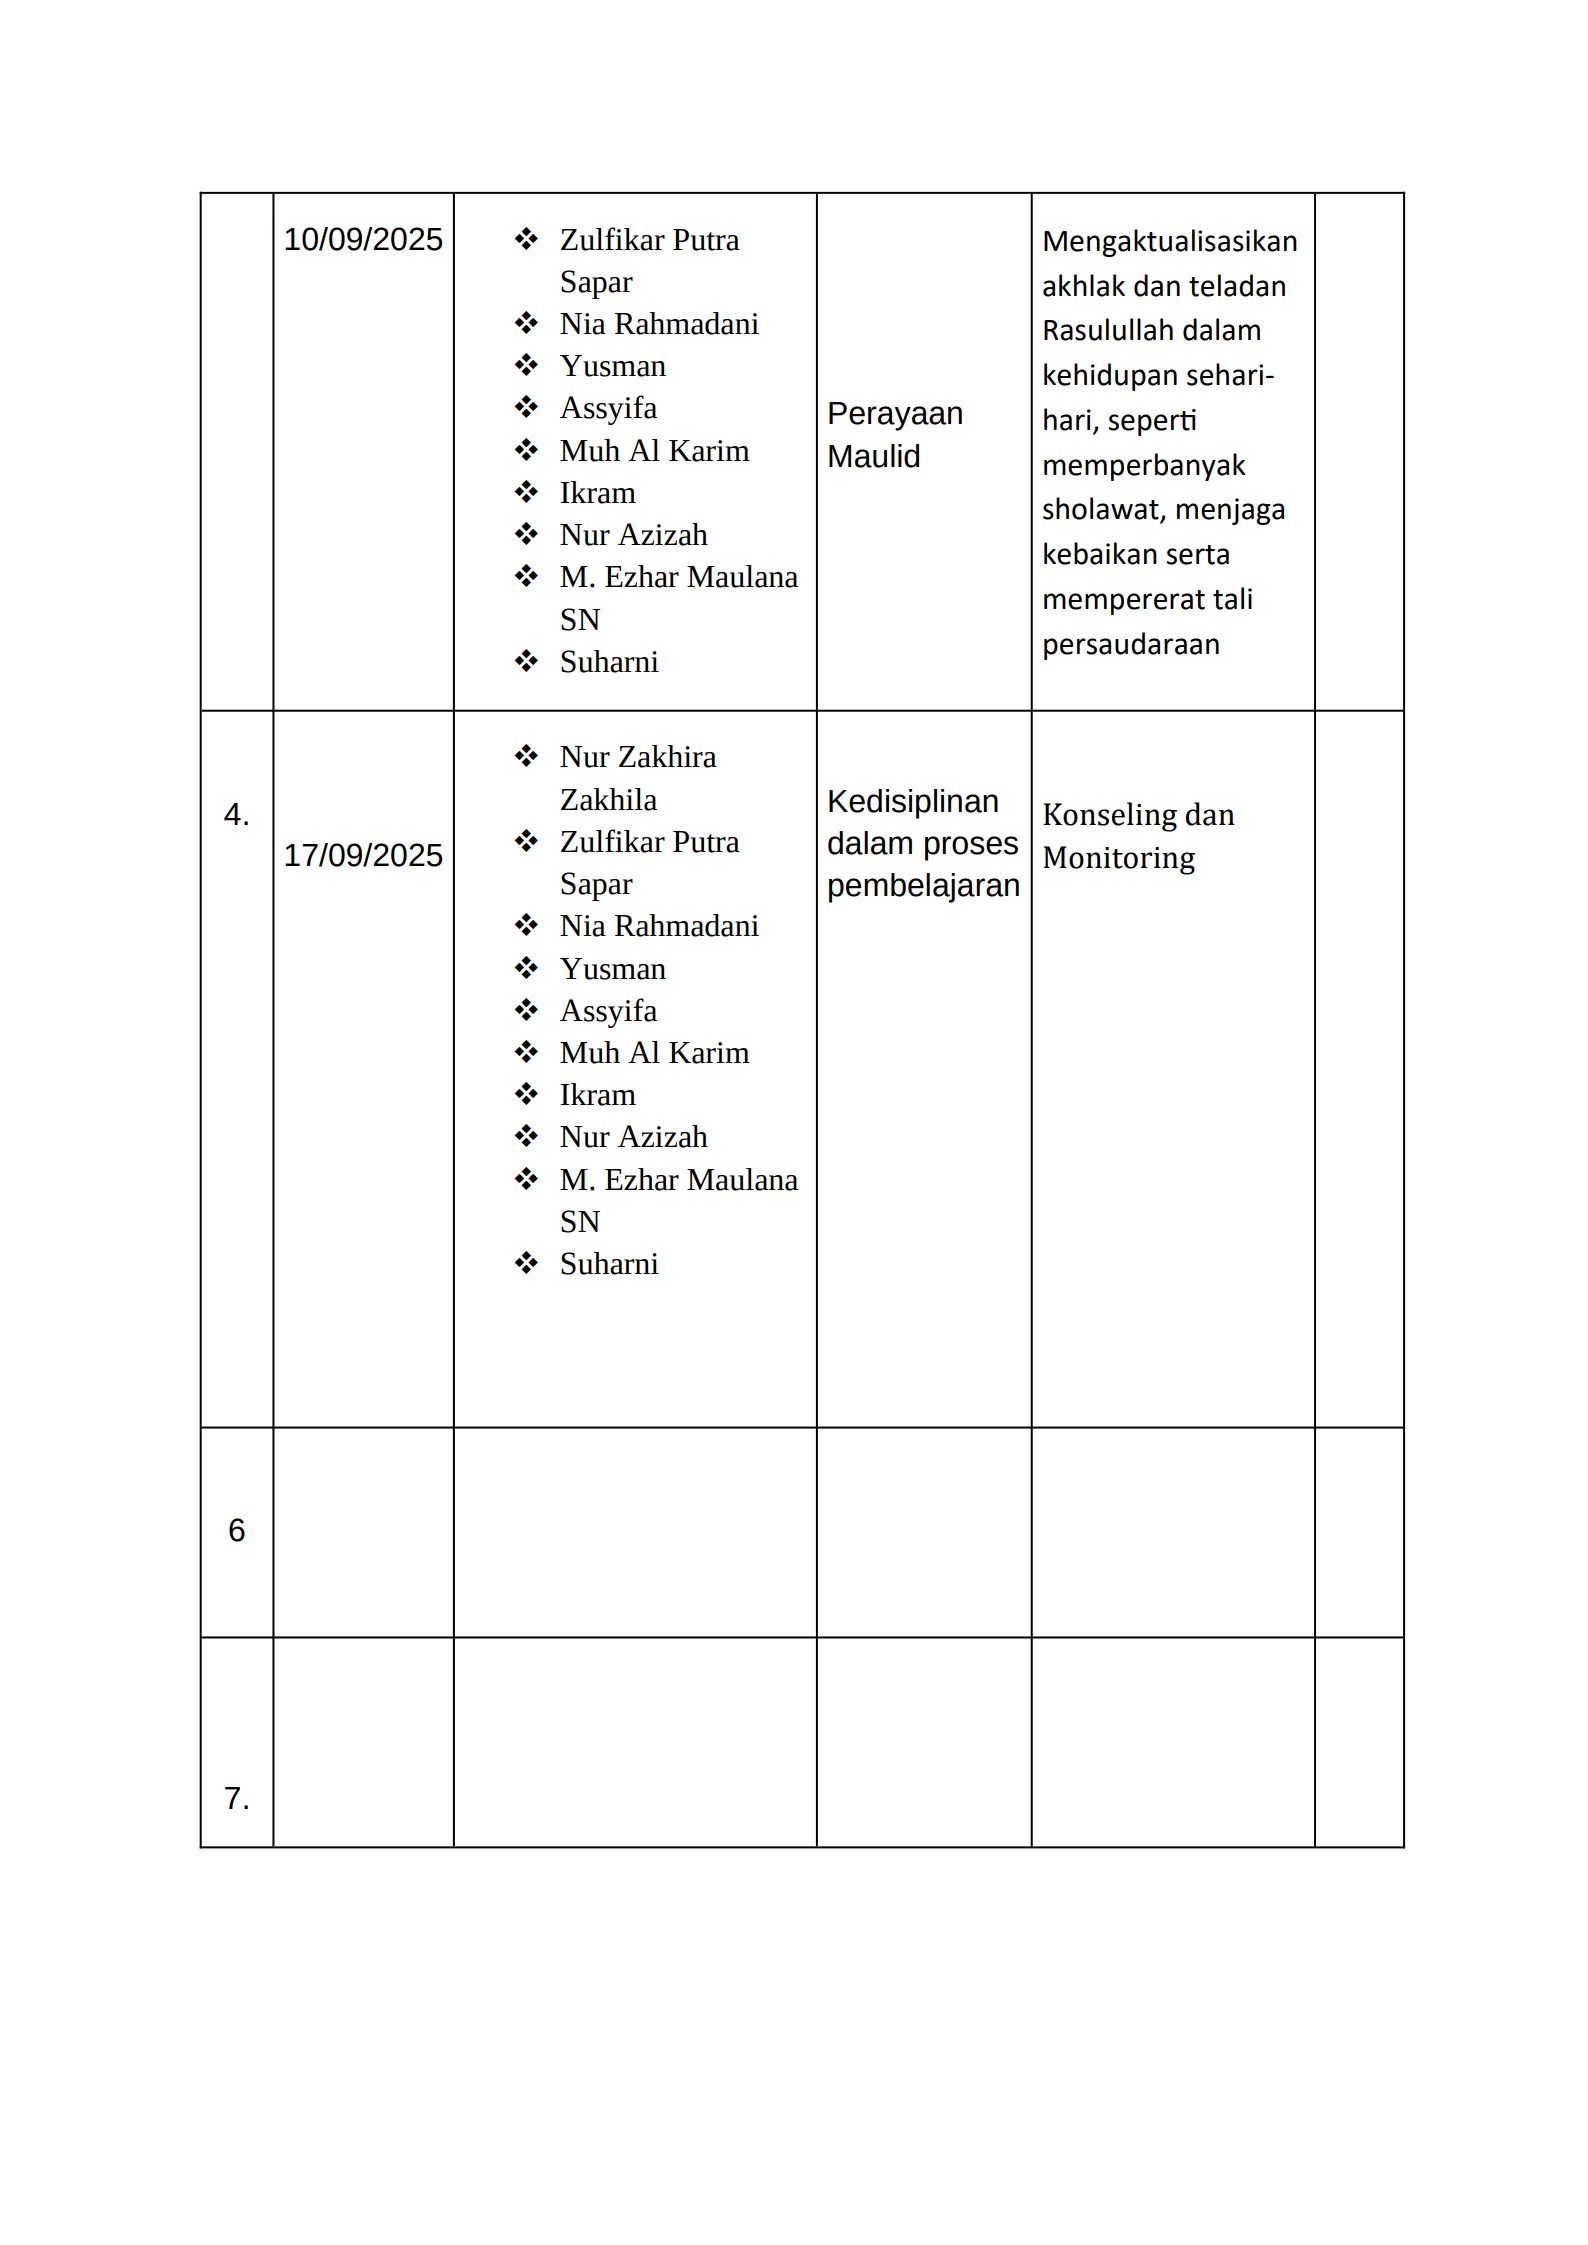 10/09/2025
❖ Zulfikar Putra
Sapar
❖ Nia Rahmadani
❖ Yusman
❖ Assyifa
❖ Muh Al Karim
❖ Ikram
❖ Nur Azizah
❖ M. Ezhar Maulana
SN
❖ Suharni
Perayaan
Maulid
Mengaktualisasikan
akhlak dan teladan
Rasulullah dalam
kehidupan sehari-
hari, seperti
memperbanyak
sholawat, menjaga
kebaikan serta
mempererat tali
persaudaraan
4.
17/09/2025
❖ Nur Zakhira
Zakhila
❖ Zulfikar Putra
Sapar
❖ Nia Rahmadani
❖ Yusman
❖ Assyifa
❖ Muh Al Karim
❖ Ikram
❖ Nur Azizah
❖ M. Ezhar Maulana
SN
❖ Suharni
Kedisiplinan
dalam proses
pembelajaran
Konseling dan
Monitoring
6
7.